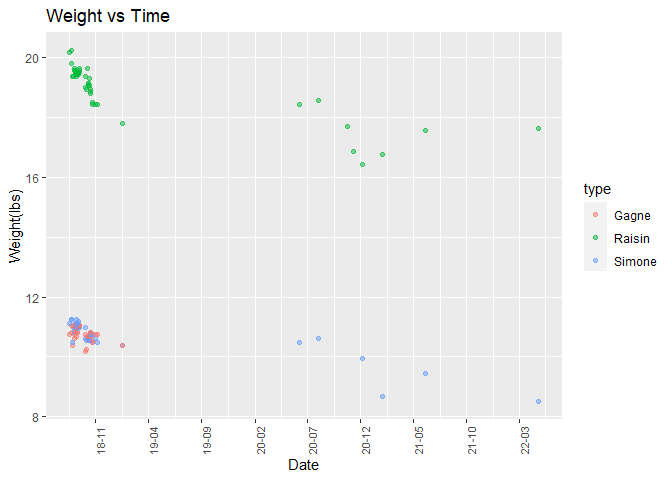 Weight vs Time
20
16
12
8
Weight(lbs)
18-11
19-04
19-09
20-02
20-07
20-12
21-05
21-10
22-03
Date
type
Gagne
Raisin
Simone